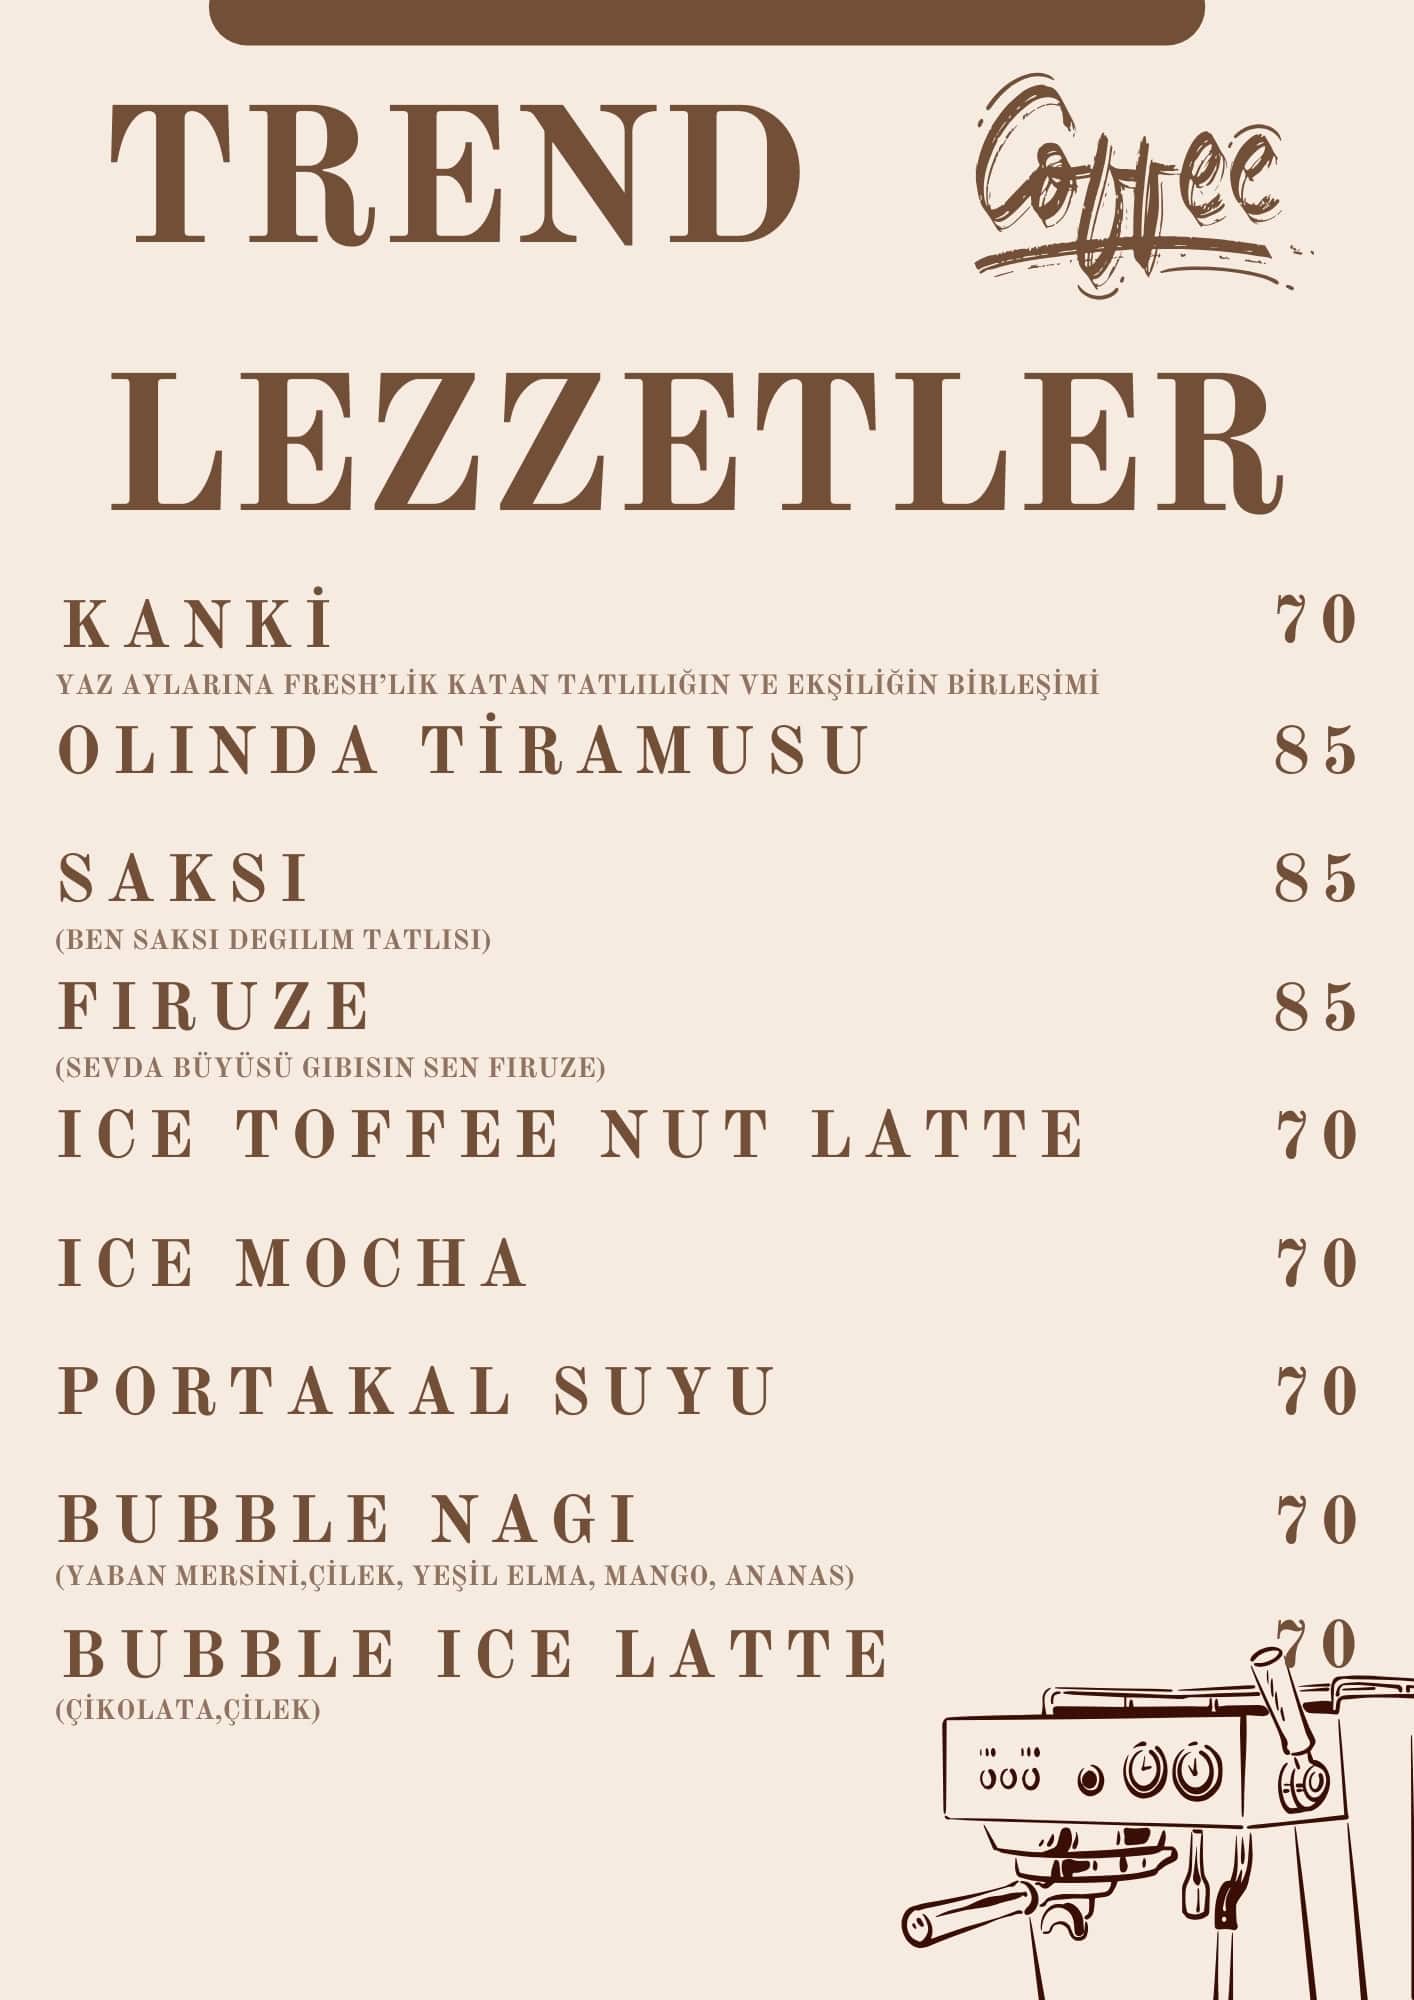 TREND
Coffee
LEZZETLER
KANKİ 70
YAZ AYLARINA FRESH’LİK KATAN TATLILIĞIN VE EKŞİLİĞİN BİRLEŞİMİ
OLINDA TİRAMUSU 85
SAKSI 85
(BEN SAKSI DEGILIM TATLISI)
FIRUZE 85
(SEVDA BÜYÜSÜ GIBISIN SEN FIRUZE)
ICE TOFFEE NUT LATTE 70
ICE MOCHA 70
PORTAKAL SUYU 70
BUBBLE NAGI 70
(YABAN MERSİNİ,ÇİLEK, YEŞİL ELMA, MANGO, ANANAS)
BUBBLE ICE LATTE 70
(ÇİKOLATA,ÇİLEK)